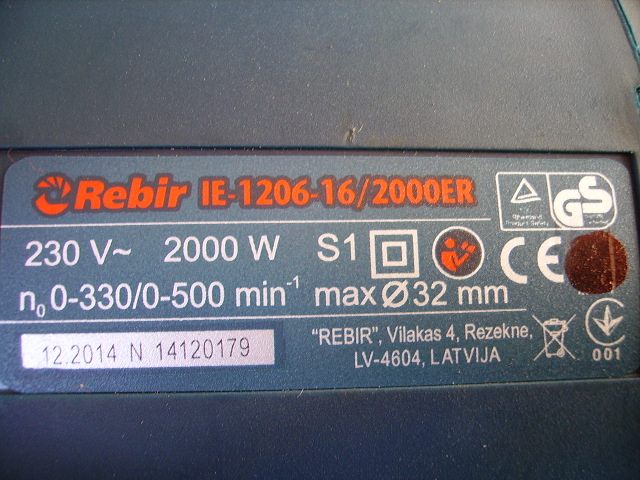 Rebir IE-1206-16/2000ER
GS
230 V~ 2000 W S1
CE
n₀ 0-330/0-500 min⁻¹ max Ø 32 mm
12.2014 N 14120179
"REBIR", Vilakas 4, Rezekne,
LV-4604, LATVIJA
001